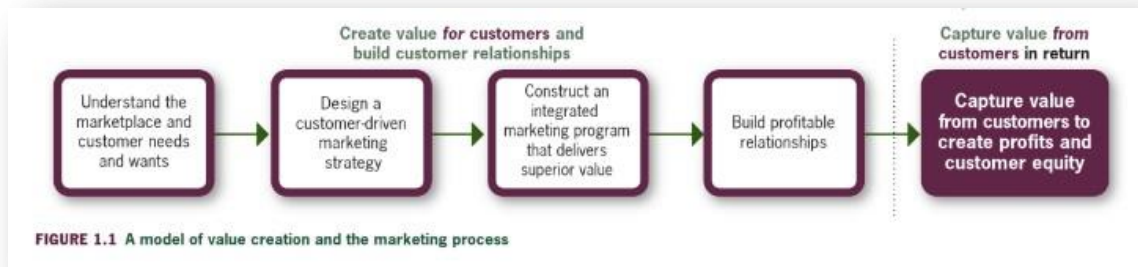 Create value for customers and
build customer relationships
Capture value from
customers in return
Understand the
marketplace and
customer needs
and wants
Design a
customer-driven
marketing
strategy
Construct an
integrated
marketing program
that delivers
superior value
Build profitable
relationships
Capture value
from customers to
create profits and
customer equity
FIGURE 1.1 A model of value creation and the marketing process